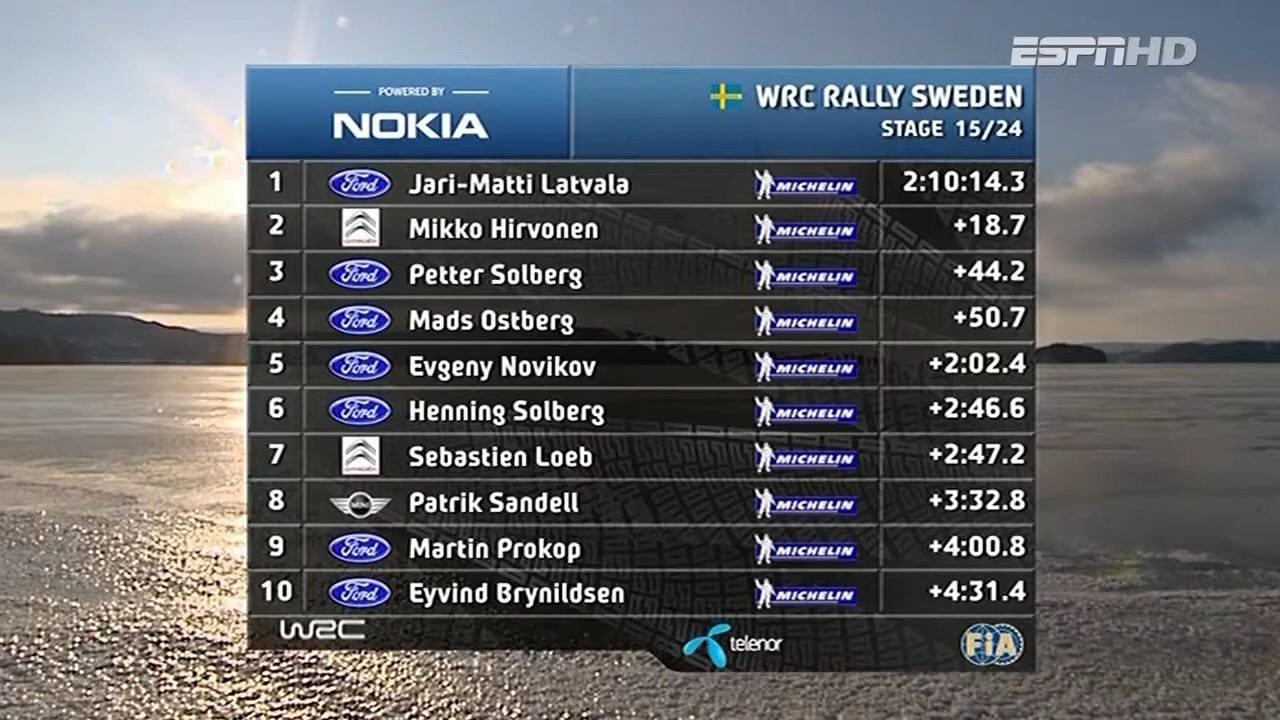 ESPNHD
POWERED BY
NOKIA
WRC RALLY SWEDEN
STAGE 15/24
1 Ford Jari-Matti Latvala MICHELIN 2:10:14.3
2 Mikko Hirvonen MICHELIN +18.7
3 Ford Petter Solberg MICHELIN +44.2
4 Ford Mads Ostberg MICHELIN +50.7
5 Ford Evgeny Novikov MICHELIN +2:02.4
6 Ford Henning Solberg MICHELIN +2:46.6
7 Sebastien Loeb MICHELIN +2:47.2
8 MINI Patrik Sandell MICHELIN +3:32.8
9 Ford Martin Prokop MICHELIN +4:00.8
10 Ford Eyvind Brynildsen MICHELIN +4:31.4
WRC telenor FiA